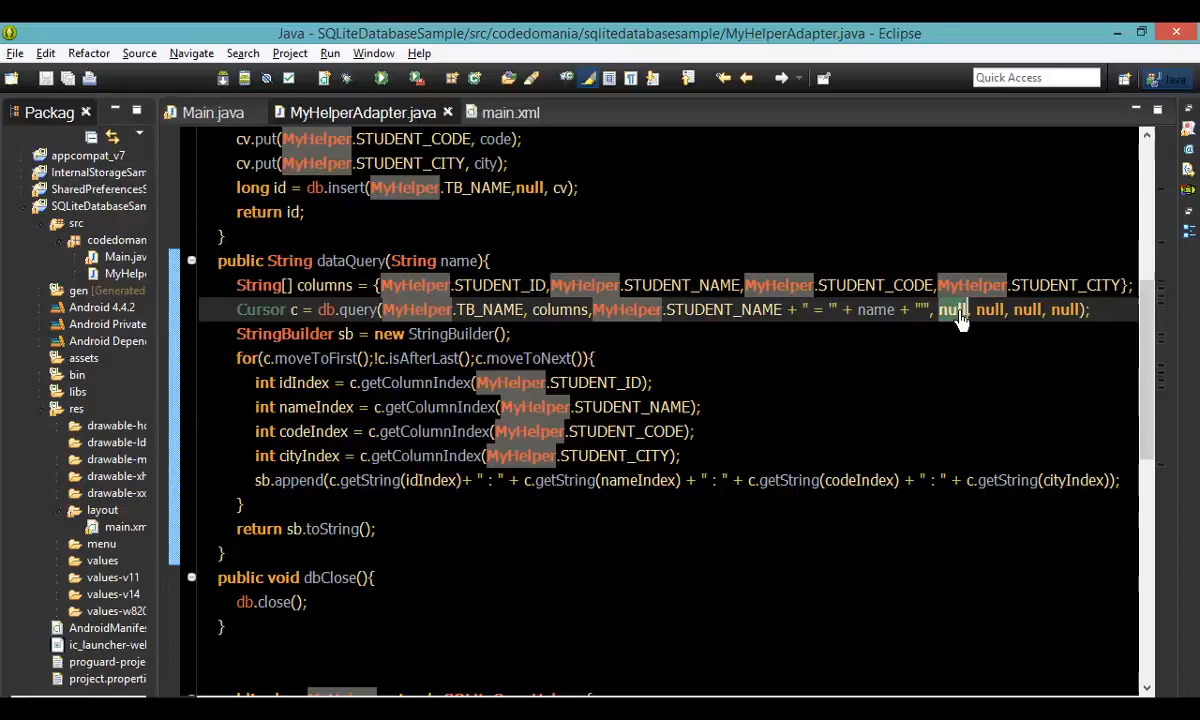 Java - SQLiteDatabaseSample/src/codedomania/sqlitedatabasesample/MyHelperAdapter.java - Eclipse
File Edit Refactor Source Navigate Search Project Run Window Help
Quick Access
Java
Packag
Main.java
MyHelperAdapter.java
main.xml
appcompat_v7
InternalStorageSam
SharedPreferencesS
SQLiteDatabaseSam
src
codedoman
Main.jav
MyHelpe
gen [Generated
Android 4.4.2
Android Private
Android Depen
assets
bin
libs
res
drawable-hd
drawable-ld
drawable-m
drawable-xh
drawable-xx
layout
main.xm
menu
values
values-v11
values-v14
values-w820
AndroidManifes
ic_launcher-wel
proguard-projec
project.properti
cv.put(MyHelper.STUDENT_CODE, code);
cv.put(MyHelper.STUDENT_CITY, city);
long id = db.insert(MyHelper.TB_NAME,null, cv);
return id;
}
public String dataQuery(String name){
String[] columns = {MyHelper.STUDENT_ID,MyHelper.STUDENT_NAME,MyHelper.STUDENT_CODE,MyHelper.STUDENT_CITY};
Cursor c = db.query(MyHelper.TB_NAME, columns,MyHelper.STUDENT_NAME + " = '" + name + "'", null, null, null, null);
StringBuilder sb = new StringBuilder();
for(c.moveToFirst();!c.isAfterLast();c.moveToNext()){
int idIndex = c.getColumnIndex(MyHelper.STUDENT_ID);
int nameIndex = c.getColumnIndex(MyHelper.STUDENT_NAME);
int codeIndex = c.getColumnIndex(MyHelper.STUDENT_CODE);
int cityIndex = c.getColumnIndex(MyHelper.STUDENT_CITY);
sb.append(c.getString(idIndex)+ " : " + c.getString(nameIndex) + " : " + c.getString(codeIndex) + " : " + c.getString(cityIndex));
}
return sb.toString();
}
public void dbClose(){
db.close();
}